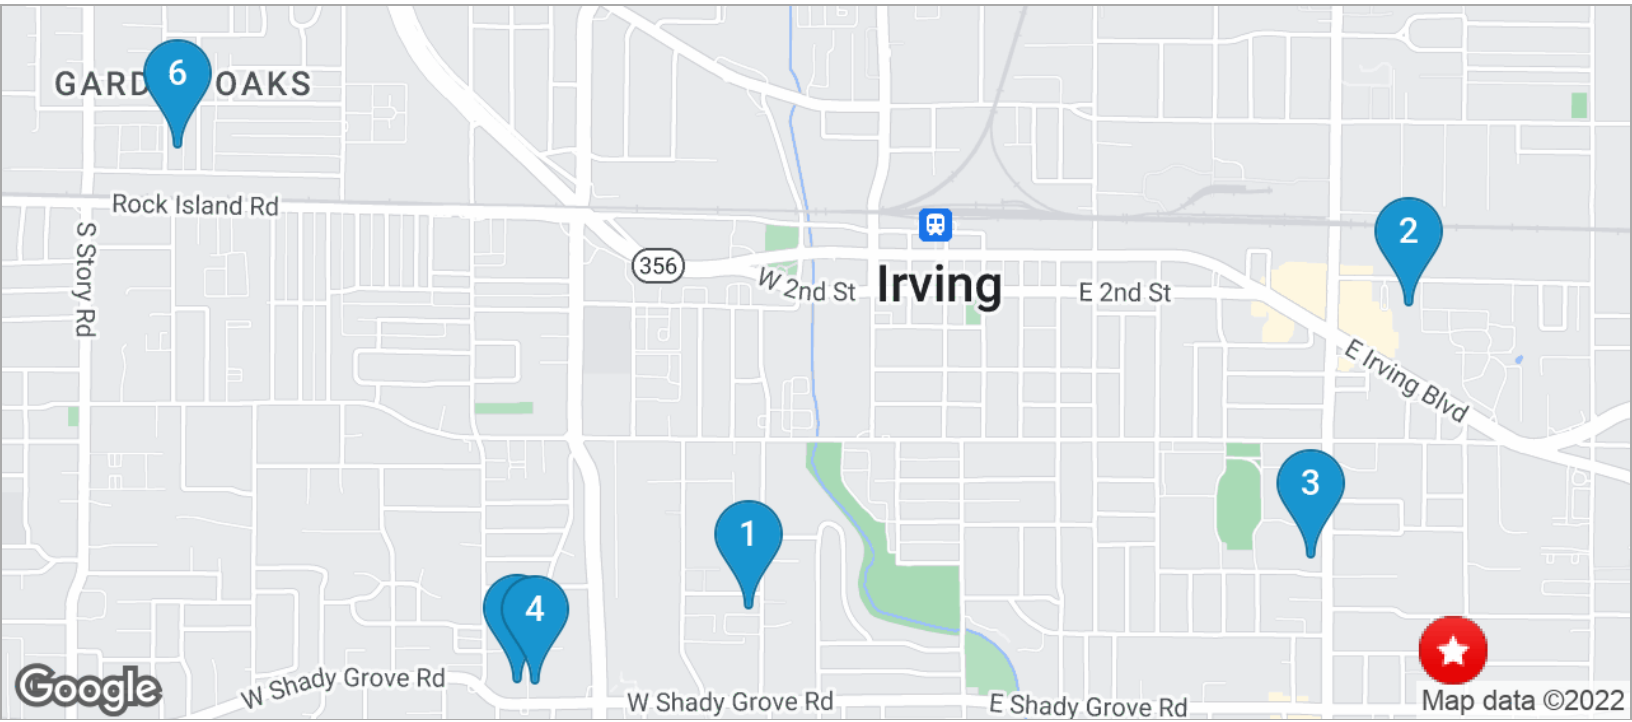 6
GARD OAKS
Rock Island Rd
S Story Rd
356
W 2nd St
Irving
E 2nd St
2
E Irving Blvd
3
1
4
W Shady Grove Rd
W Shady Grove Rd
E Shady Grove Rd
Google
Map data ©2022